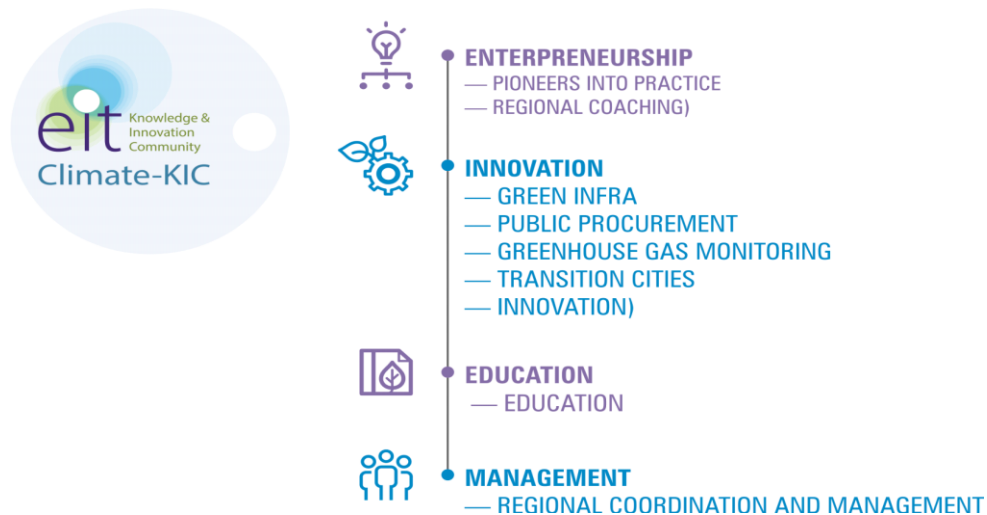 eit Knowledge &
Innovation
Community
Climate-KIC
ENTERPRENEURSHIP
— PIONEERS INTO PRACTICE
— REGIONAL COACHING)
INNOVATION
— GREEN INFRA
— PUBLIC PROCUREMENT
— GREENHOUSE GAS MONITORING
— TRANSITION CITIES
— INNOVATION)
EDUCATION
— EDUCATION
MANAGEMENT
— REGIONAL COORDINATION AND MANAGEMENT